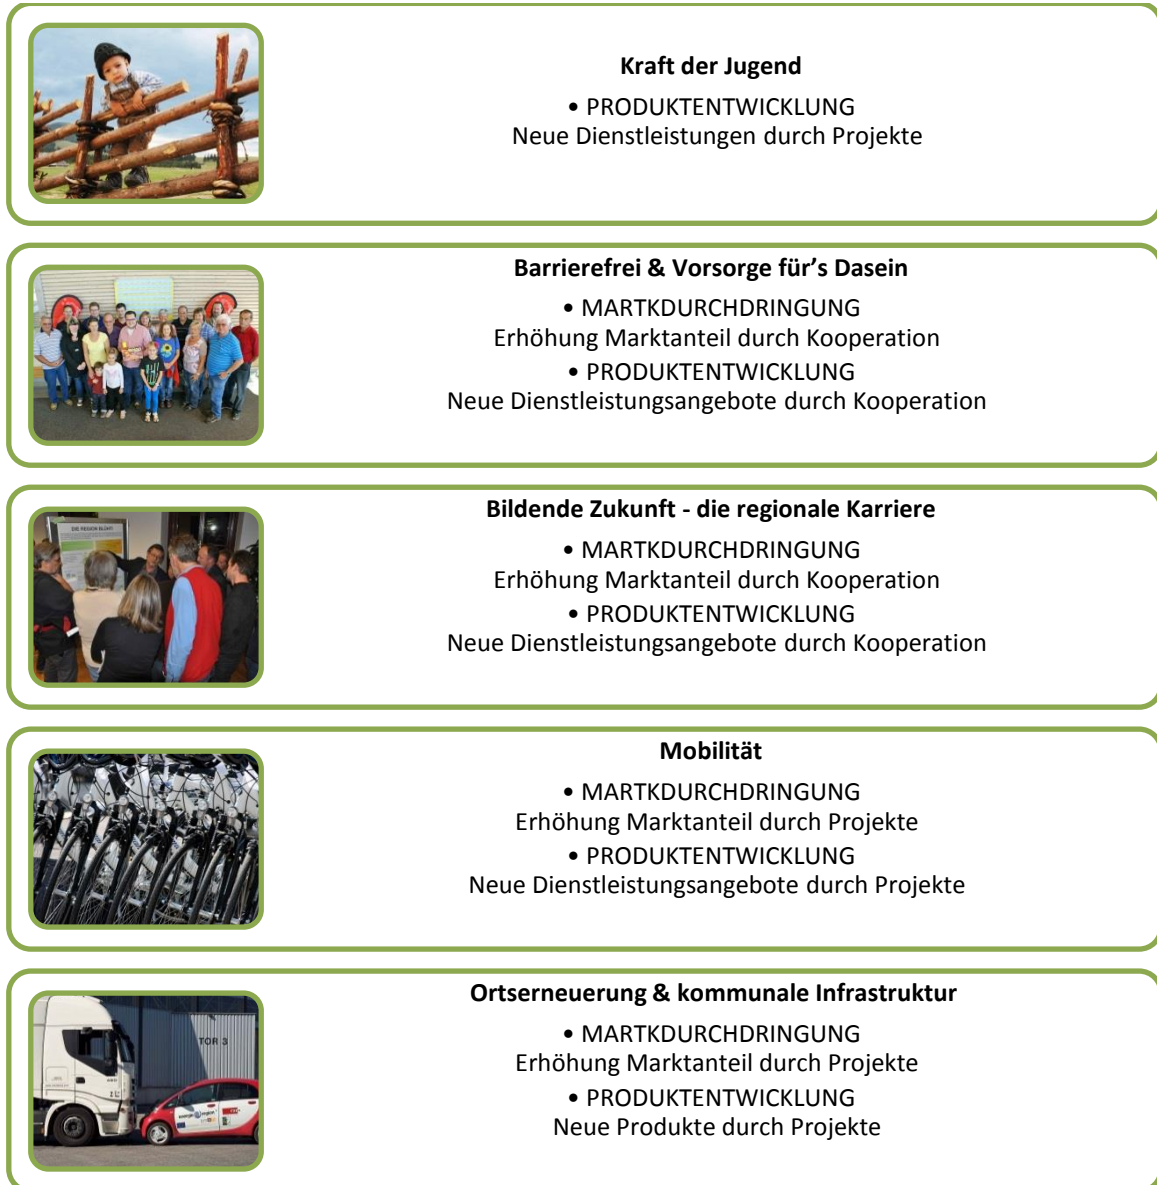 Kraft der Jugend
• PRODUKTENTWICKLUNG
Neue Dienstleistungen durch Projekte
Barrierefrei & Vorsorge für's Dasein
• MARTKDURCHDRINGUNG
Erhöhung Marktanteil durch Kooperation
• PRODUKTENTWICKLUNG
Neue Dienstleistungsangebote durch Kooperation
DIE REGION BLÜHT!
Bildende Zukunft - die regionale Karriere
• MARTKDURCHDRINGUNG
Erhöhung Marktanteil durch Kooperation
• PRODUKTENTWICKLUNG
Neue Dienstleistungsangebote durch Kooperation
Mobilität
• MARTKDURCHDRINGUNG
Erhöhung Marktanteil durch Projekte
• PRODUKTENTWICKLUNG
Neue Dienstleistungsangebote durch Projekte
TOR 3
Ortserneuerung & kommunale Infrastruktur
• MARTKDURCHDRINGUNG
Erhöhung Marktanteil durch Projekte
• PRODUKTENTWICKLUNG
Neue Produkte durch Projekte